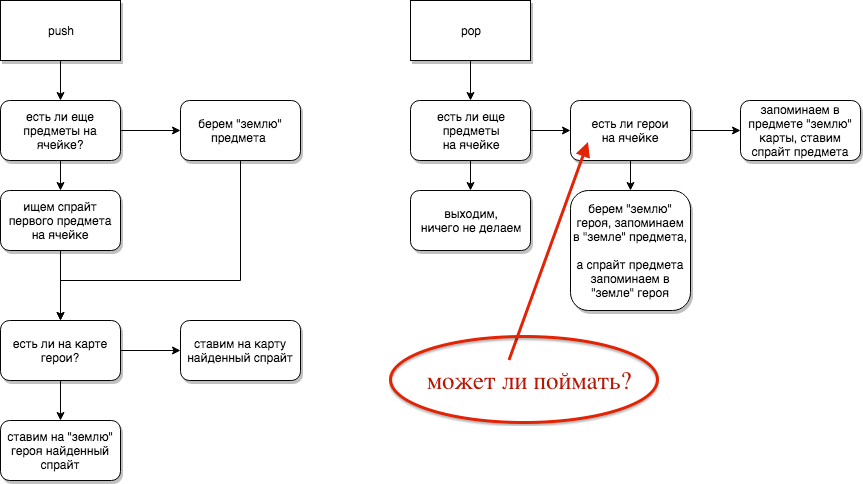 push
есть ли еще
предметы на
ячейке?
берем "землю"
предмета
ищем спрайт
первого предмета
на ячейке
есть ли на карте
герои?
ставим на карту
найденный спрайт
ставим на "землю"
героя найденный
спрайт
pop
есть ли еще
предметы
на ячейке
есть ли герои
на ячейке
запоминаем в
предмете "землю"
карты, ставим
спрайт предмета
выходим,
ничего не делаем
берем "землю"
героя, запоминаем
в "земле" предмета,
а спрайт предмета
запоминаем в
"земле" героя
может ли поймать?